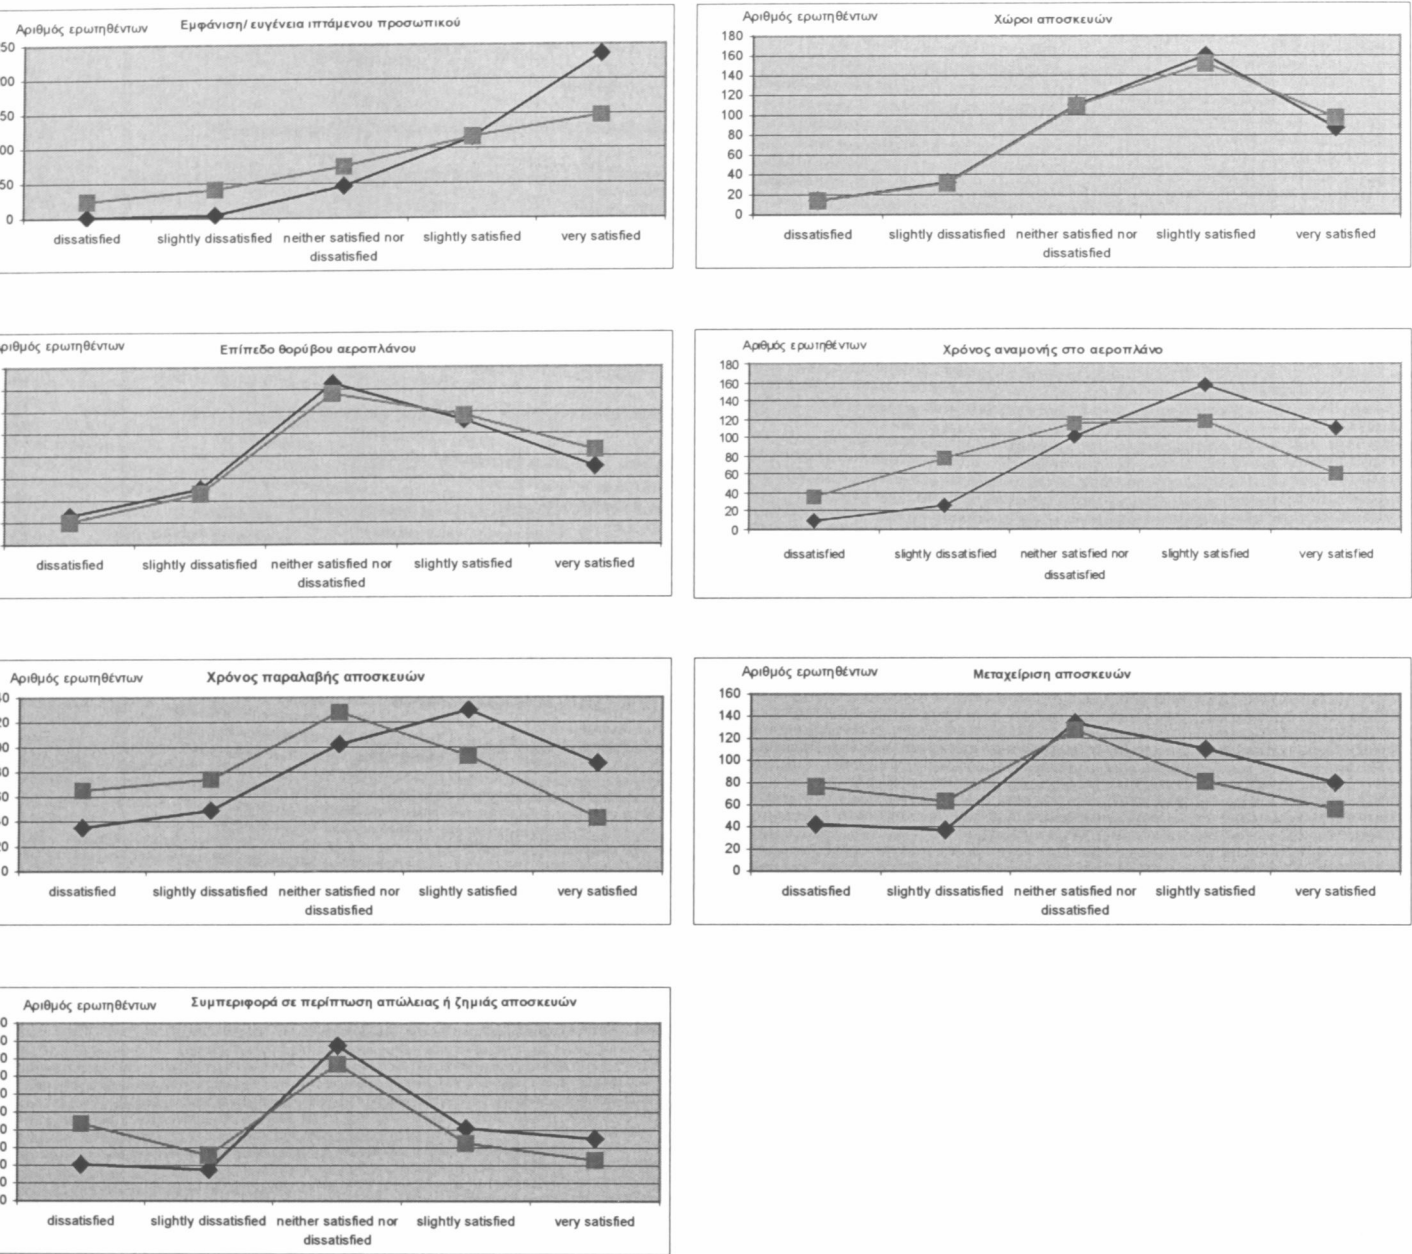 Αριθμός ερωτηθέντων
Εμφάνιση/ ευγένεια ιπτάμενου προσωπικού
50
0
dissatisfied slightly dissatisfied neither satisfied nor slightly satisfied very satisfied
dissatisfied
Αριθμός ερωτηθέντων
Χώροι αποσκευών
180
160
140
120
100
80
60
40
20
0
dissatisfied slightly dissatisfied neither satisfied nor slightly satisfied very satisfied
dissatisfied
ερωτηθέντων
Επίπεδο θορύβου αεροπλάνου
dissatisfied slightly dissatisfied neither satisfied nor slightly satisfied very satisfied
dissatisfied
Αριθμός ερωτηθέντων
Χρόνος αναμονής στο αεροπλάνο
180
160
140
120
100
80
60
40
20
0
dissatisfied slightly dissatisfied neither satisfied nor slightly satisfied very satisfied
dissatisfied
Αριθμός ερωτηθέντων
Χρόνος παραλαβής αποσκευών
dissatisfied slightly dissatisfied neither satisfied nor slightly satisfied very satisfied
dissatisfied
Αριθμός ερωτηθέντων
Μεταχείριση αποσκευών
160
140
120
100
80
60
40
20
0
dissatisfied slightly dissatisfied neither satisfied nor slightly satisfied very satisfied
dissatisfied
Αριθμός ερωτηθέντων
Συμπεριφορά σε περίπτωση απώλειας ή ζημιάς αποσκευών
dissatisfied slightly dissatisfied neither satisfied nor slightly satisfied very satisfied
dissatisfied